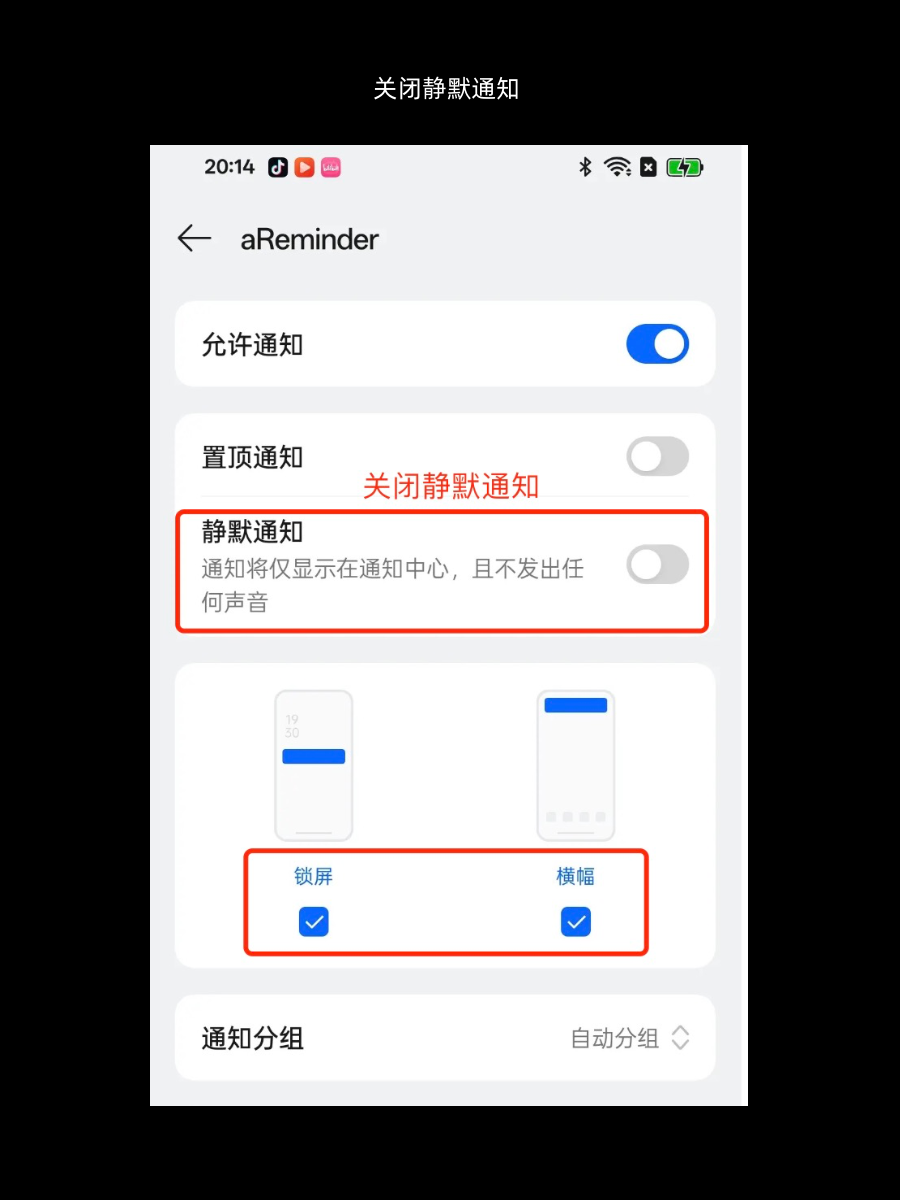 关闭静默通知
20:14
aReminder
允许通知
置顶通知
关闭静默通知
静默通知
通知将仅显示在通知中心，且不发出任
何声音
19
30
锁屏
横幅
通知分组
自动分组